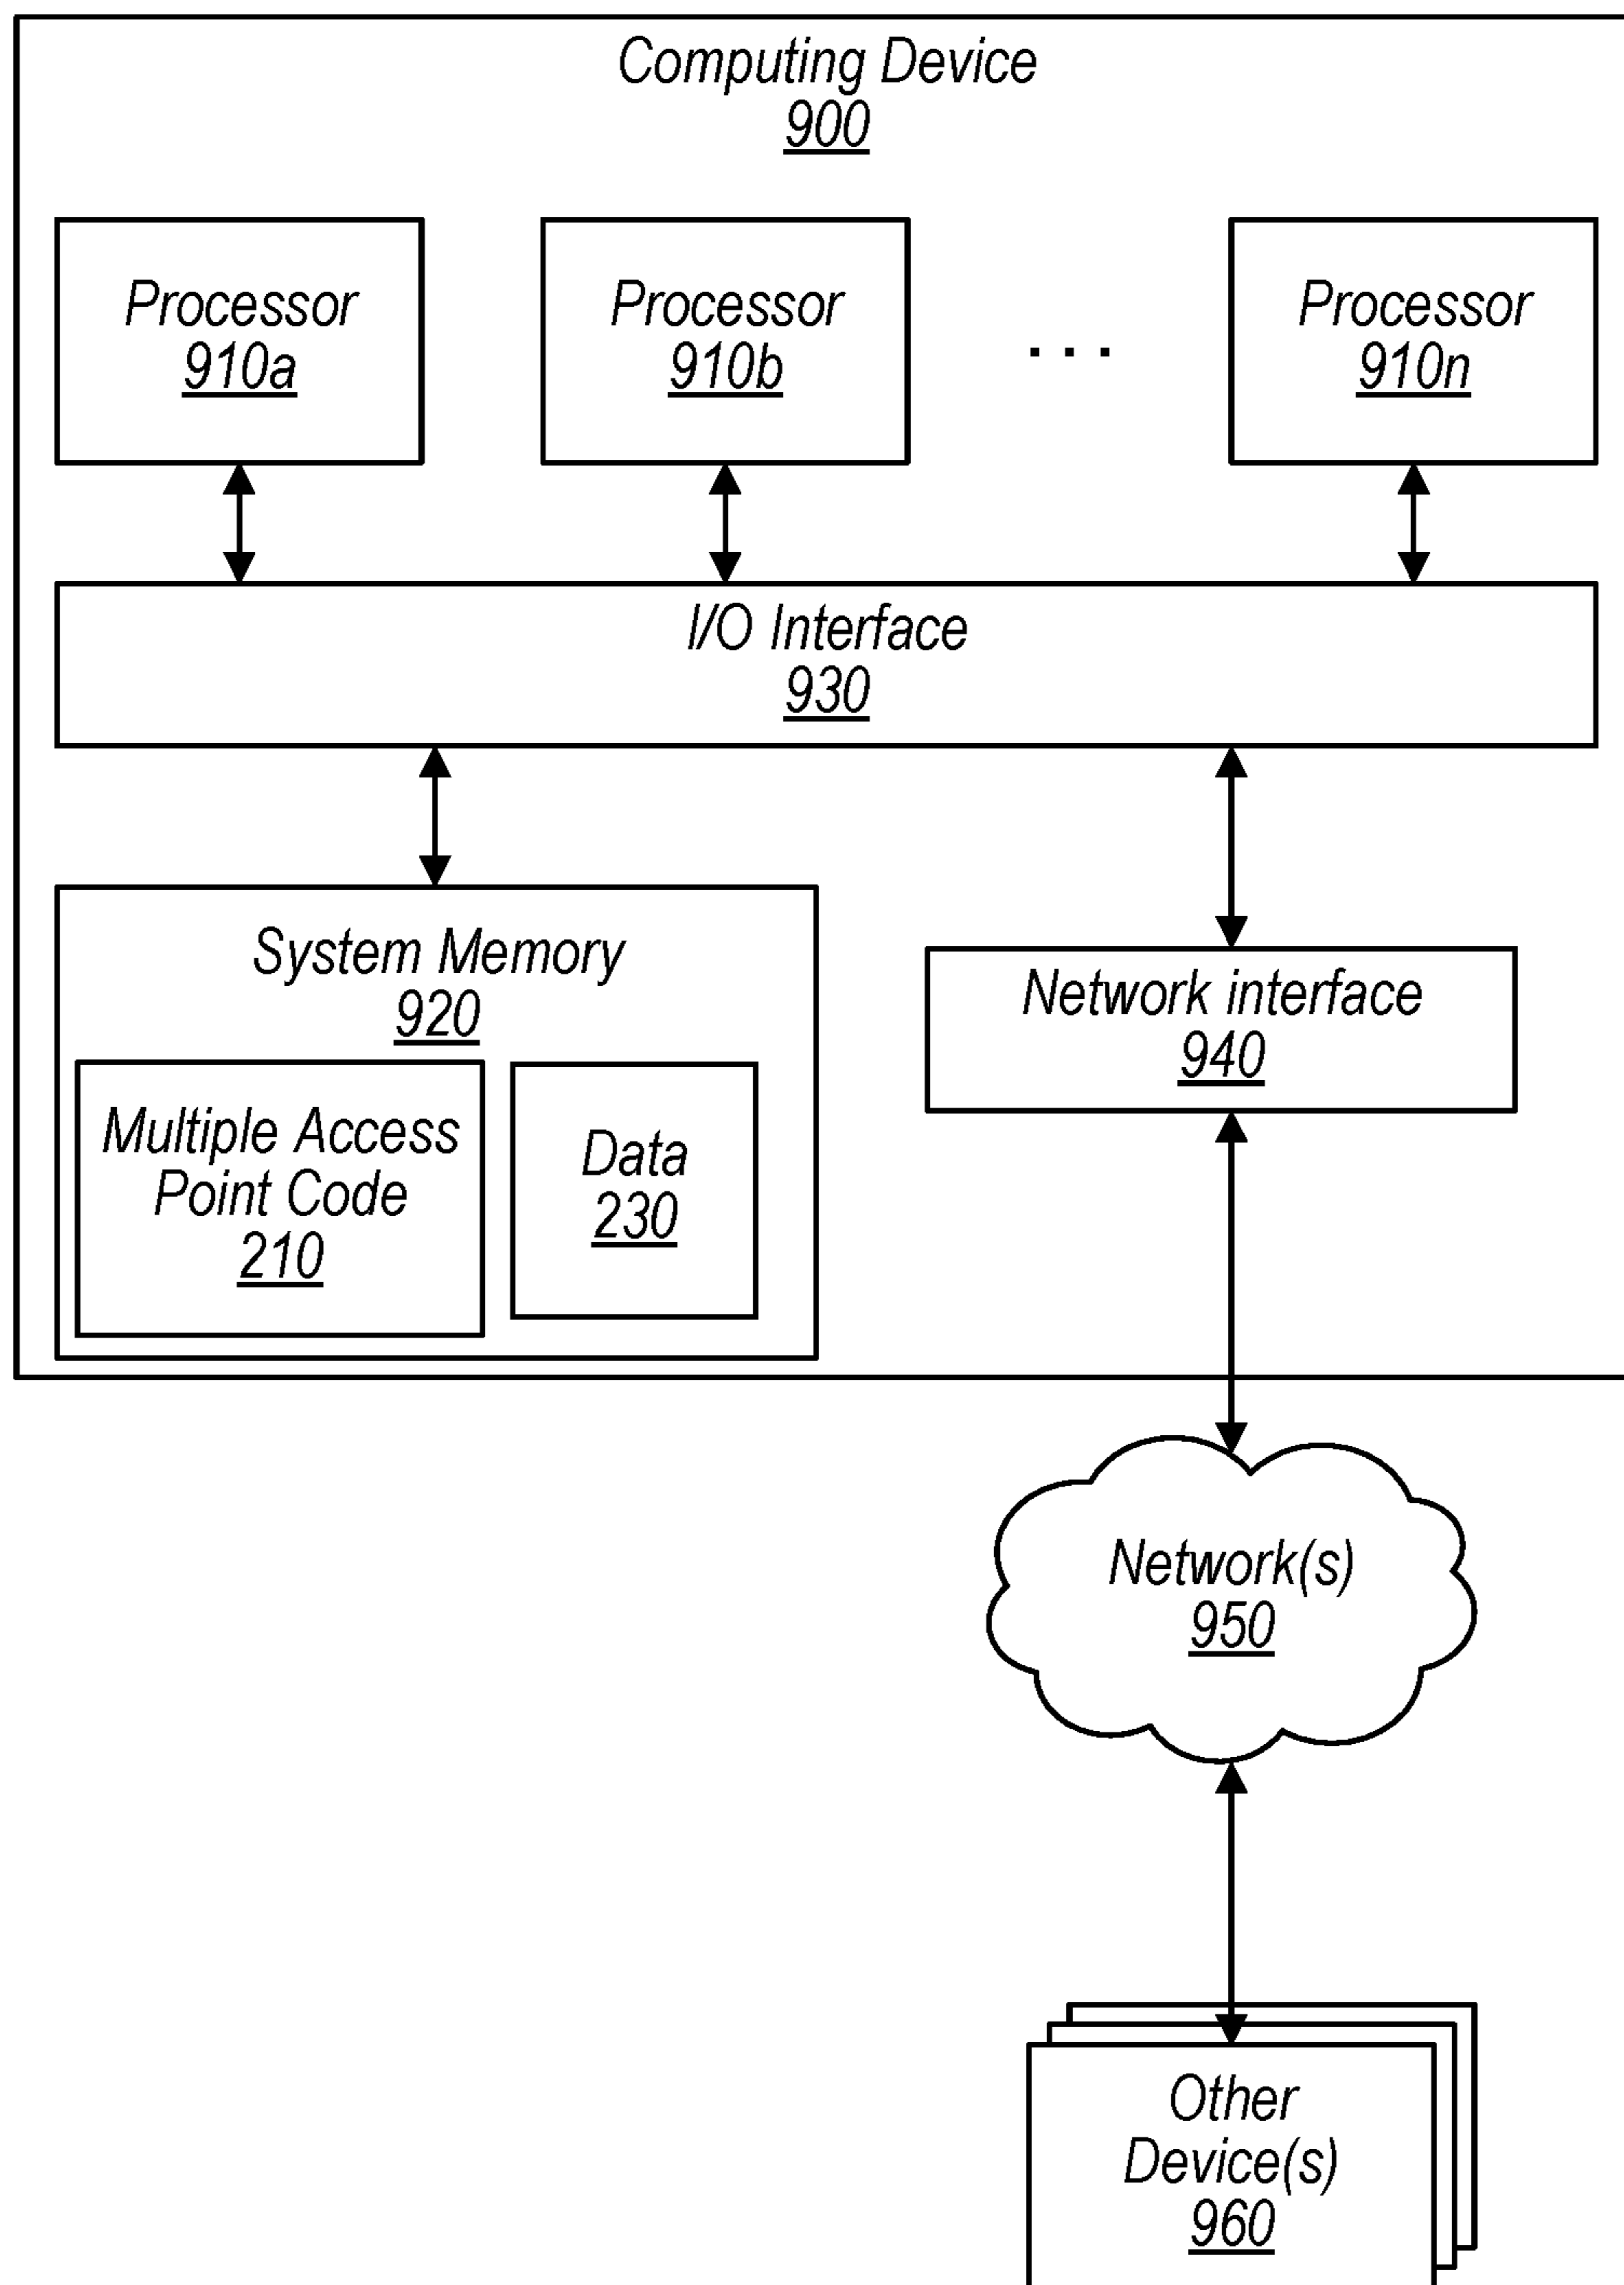 Computing Device
900
Processor
910a
Processor
910b
. . .
Processor
910n
I/O Interface
930
System Memory
920
Multiple Access
Point Code
210
Data
230
Network interface
940
Network(s)
950
Other
Device(s)
960